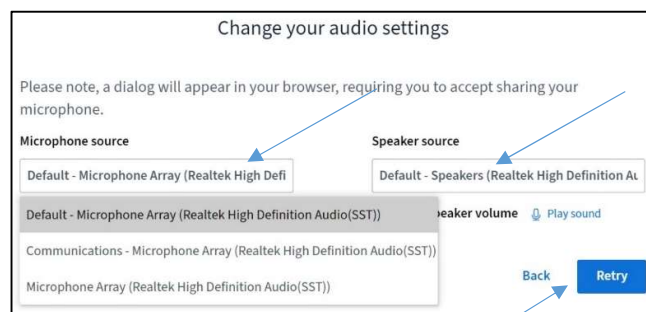 Change your audio settings
Please note, a dialog will appear in your browser, requiring you to accept sharing your
microphone.
Microphone source
Speaker source
Default - Microphone Array (Realtek High Defi
Default - Speakers (Realtek High Definition Au
Default - Microphone Array (Realtek High Definition Audio(SST))
eaker volume Play sound
Communications - Microphone Array (Realtek High Definition Audio(SST))
Microphone Array (Realtek High Definition Audio(SST))
Back Retry